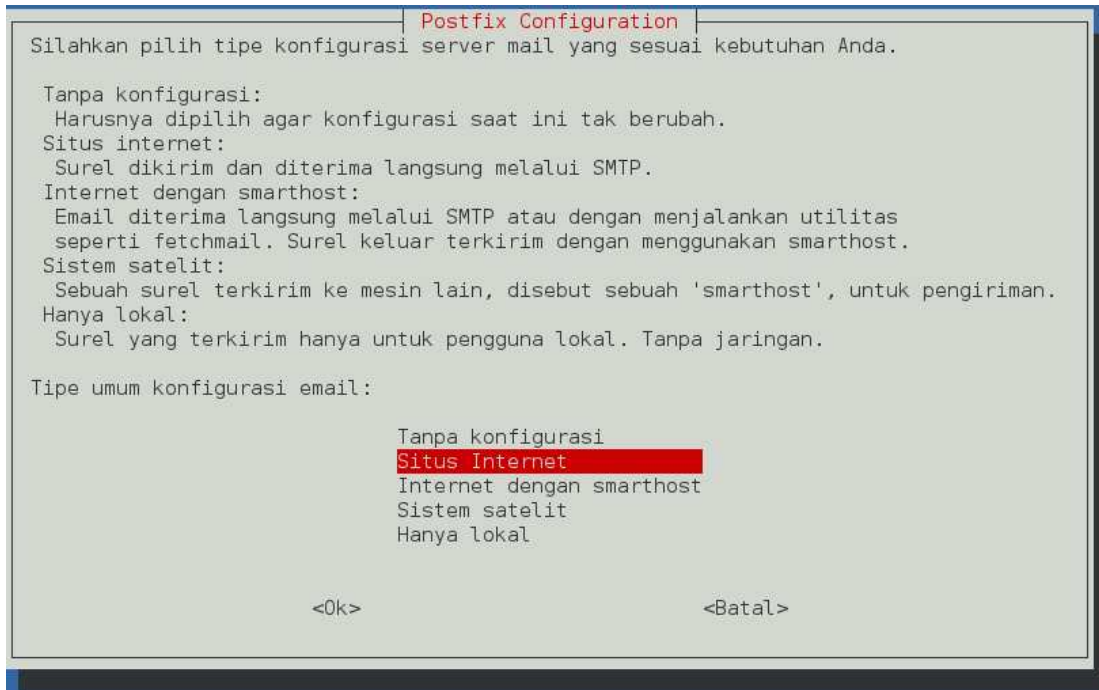 Postfix Configuration
Silahkan pilih tipe konfigurasi server mail yang sesuai kebutuhan Anda.
Tanpa konfigurasi:
Harusnya dipilih agar konfigurasi saat ini tak berubah.
Situs internet:
Surel dikirim dan diterima langsung melalui SMTP.
Internet dengan smarthost:
Email diterima langsung melalui SMTP atau dengan menjalankan utilitas
seperti fetchmail. Surel keluar terkirim dengan menggunakan smarthost.
Sistem satelit:
Sebuah surel terkirim ke mesin lain, disebut sebuah 'smarthost', untuk pengiriman.
Hanya lokal:
Surel yang terkirim hanya untuk pengguna lokal. Tanpa jaringan.
Tipe umum konfigurasi email:
Tanpa konfigurasi
Situs Internet
Internet dengan smarthost
Sistem satelit
Hanya lokal
<Ok> <Batal>